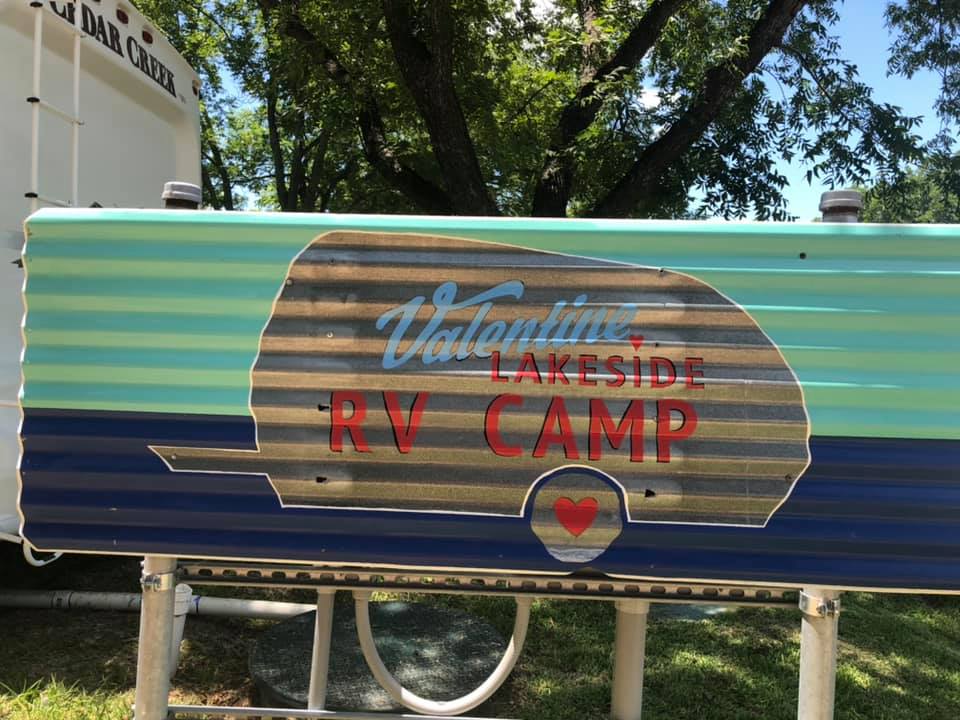 CEDAR CREEK
Valentine
LAKESIDE
RV CAMP